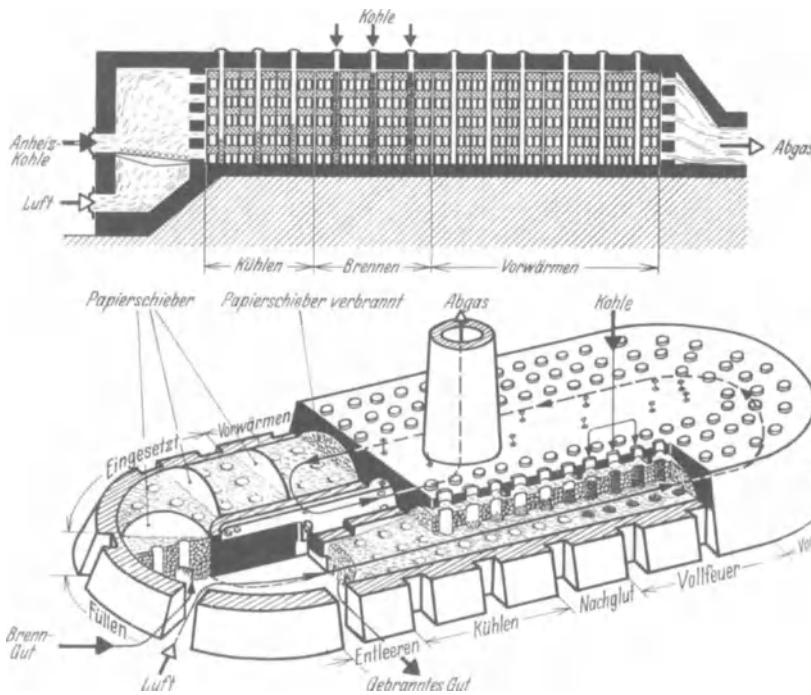 Kohle
Anheiz-
Kohle
Luft
Abgas
Kühlen
Brennen
Vorwärmen
Papierschieber
Papierschieber verbrannt
Abgas
Kohle
Eingesetzt
Vorwärmen
Füllen
Brenn-
Gut
Luft
Entleeren
Gebranntes Gut
Kühlen
Nachglut
Vollfeuer